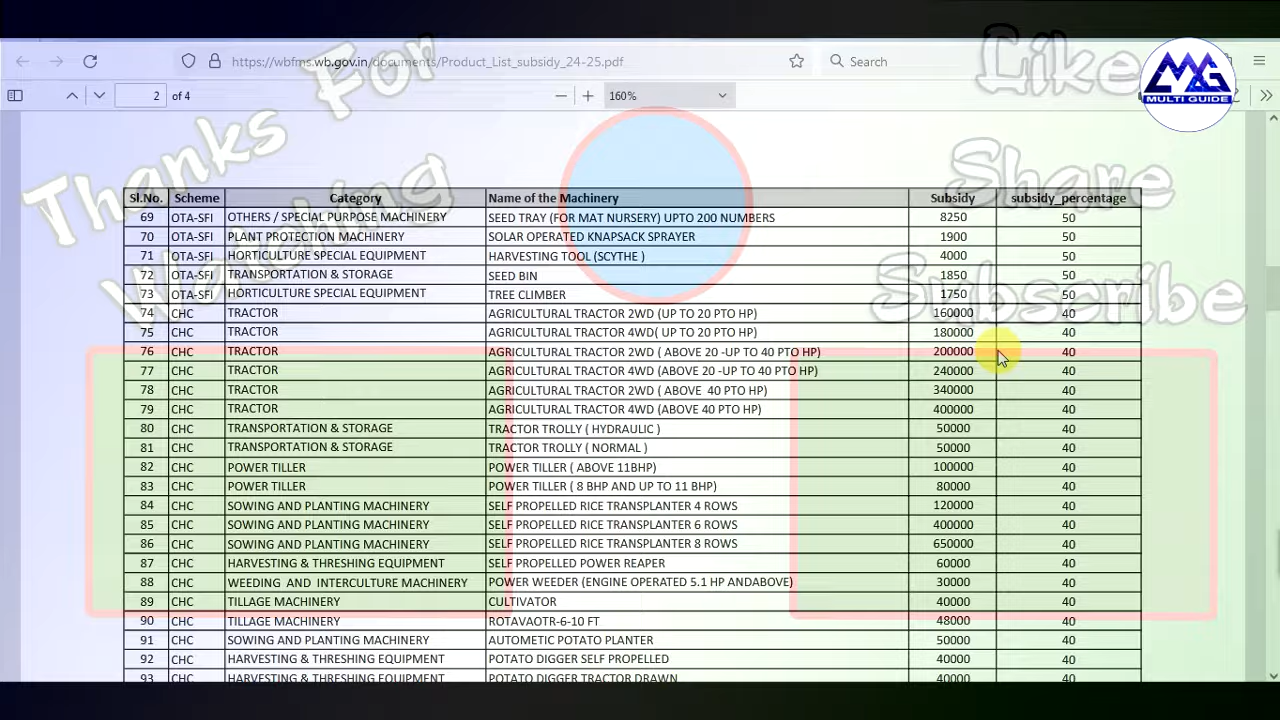 https://wbfms.wb.gov.in/documents/Product_List_subsidy_24-25.pdf
Search
Like
MULTI GUIDE
2 of 4
160%
Thanks For
Watching
Share
Subscribe
Sl.No. Scheme Category Name of the Machinery Subsidy subsidy_percentage
69 OTA-SFI OTHERS / SPECIAL PURPOSE MACHINERY SEED TRAY (FOR MAT NURSERY) UPTO 200 NUMBERS 8250 50
70 OTA-SFI PLANT PROTECTION MACHINERY SOLAR OPERATED KNAPSACK SPRAYER 1900 50
71 OTA-SFI HORTICULTURE SPECIAL EQUIPMENT HARVESTING TOOL (SCYTHE ) 4000 50
72 OTA-SFI TRANSPORTATION & STORAGE SEED BIN 1850 50
73 OTA-SFI HORTICULTURE SPECIAL EQUIPMENT TREE CLIMBER 1750 50
74 CHC TRACTOR AGRICULTURAL TRACTOR 2WD (UP TO 20 PTO HP) 160000 40
75 CHC TRACTOR AGRICULTURAL TRACTOR 4WD( UP TO 20 PTO HP) 180000 40
76 CHC TRACTOR AGRICULTURAL TRACTOR 2WD ( ABOVE 20 -UP TO 40 PTO HP) 200000 40
77 CHC TRACTOR AGRICULTURAL TRACTOR 4WD (ABOVE 20 -UP TO 40 PTO HP) 240000 40
78 CHC TRACTOR AGRICULTURAL TRACTOR 2WD ( ABOVE 40 PTO HP) 340000 40
79 CHC TRACTOR AGRICULTURAL TRACTOR 4WD (ABOVE 40 PTO HP) 400000 40
80 CHC TRANSPORTATION & STORAGE TRACTOR TROLLY ( HYDRAULIC ) 50000 40
81 CHC TRANSPORTATION & STORAGE TRACTOR TROLLY ( NORMAL ) 50000 40
82 CHC POWER TILLER POWER TILLER ( ABOVE 11BHP) 100000 40
83 CHC POWER TILLER POWER TILLER ( 8 BHP AND UP TO 11 BHP) 80000 40
84 CHC SOWING AND PLANTING MACHINERY SELF PROPELLED RICE TRANSPLANTER 4 ROWS 120000 40
85 CHC SOWING AND PLANTING MACHINERY SELF PROPELLED RICE TRANSPLANTER 6 ROWS 400000 40
86 CHC SOWING AND PLANTING MACHINERY SELF PROPELLED RICE TRANSPLANTER 8 ROWS 650000 40
87 CHC HARVESTING & THRESHING EQUIPMENT SELF PROPELLED POWER REAPER 60000 40
88 CHC WEEDING AND INTERCULTURE MACHINERY POWER WEEDER (ENGINE OPERATED 5.1 HP ANDABOVE) 30000 40
89 CHC TILLAGE MACHINERY CULTIVATOR 40000 40
90 CHC TILLAGE MACHINERY ROTAVAOTR-6-10 FT 48000 40
91 CHC SOWING AND PLANTING MACHINERY AUTOMETIC POTATO PLANTER 50000 40
92 CHC HARVESTING & THRESHING EQUIPMENT POTATO DIGGER SELF PROPELLED 40000 40
93 CHC HARVESTING & THRESHING EQUIPMENT POTATO DIGGER TRACTOR DRAWN 40000 40